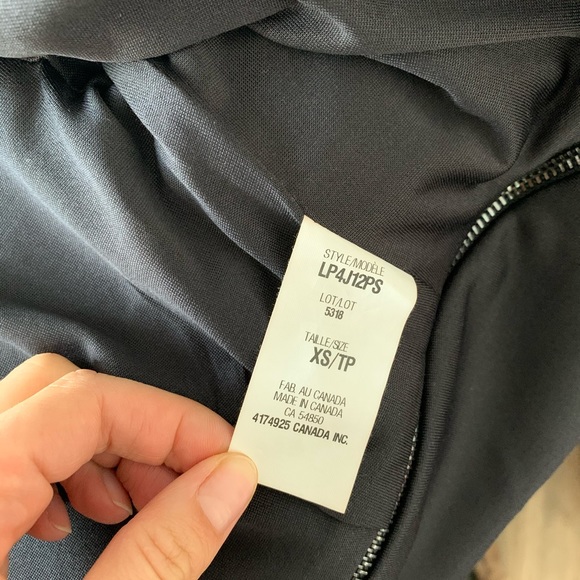 STYLE/MODÈLE
LP4J12PS
LOT/LOT
5318
TAILLE/SIZE
XS/TP
FAB. AU CANADA
MADE IN CANADA
CA 54850
4174925 CANADA INC.